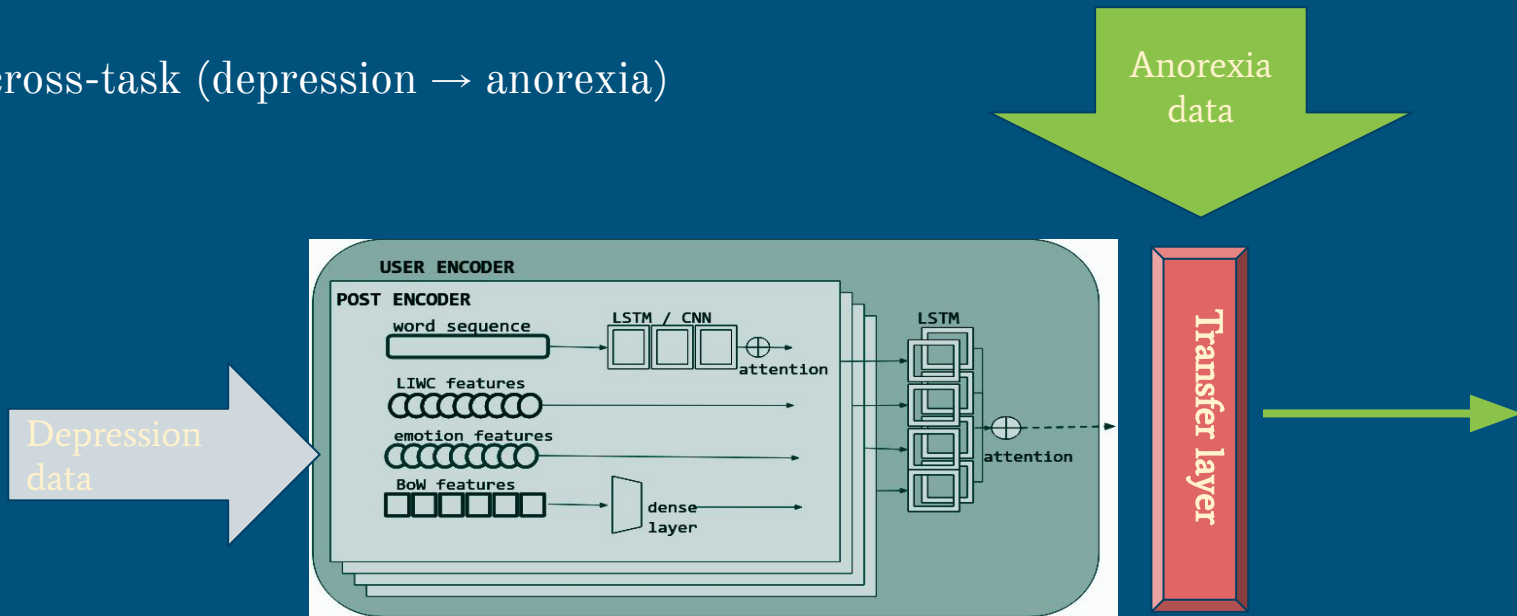 cross-task (depression → anorexia)
Anorexia
data
USER ENCODER
POST ENCODER
word sequence
LSTM / CNN
attention
LIWC features
emotion features
BoW features
dense
layer
LSTM
attention
Depression
data
Transfer layer